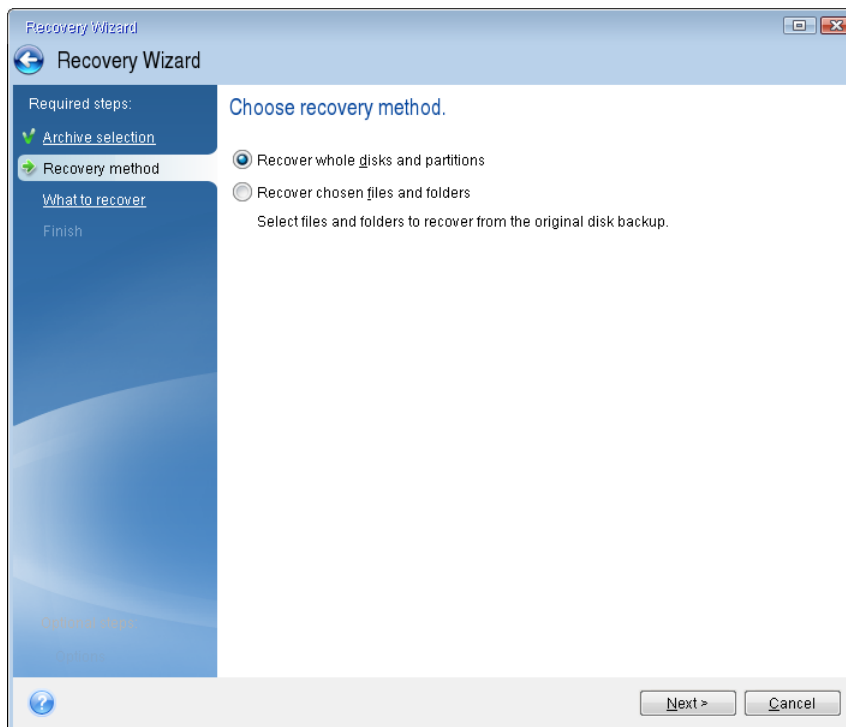 Recovery Wizard
Recovery Wizard
Required steps:
Archive selection
Recovery method
What to recover
Finish
Choose recovery method.
Recover whole disks and partitions
Recover chosen files and folders
Select files and folders to recover from the original disk backup.
steps
Next >
Cancel